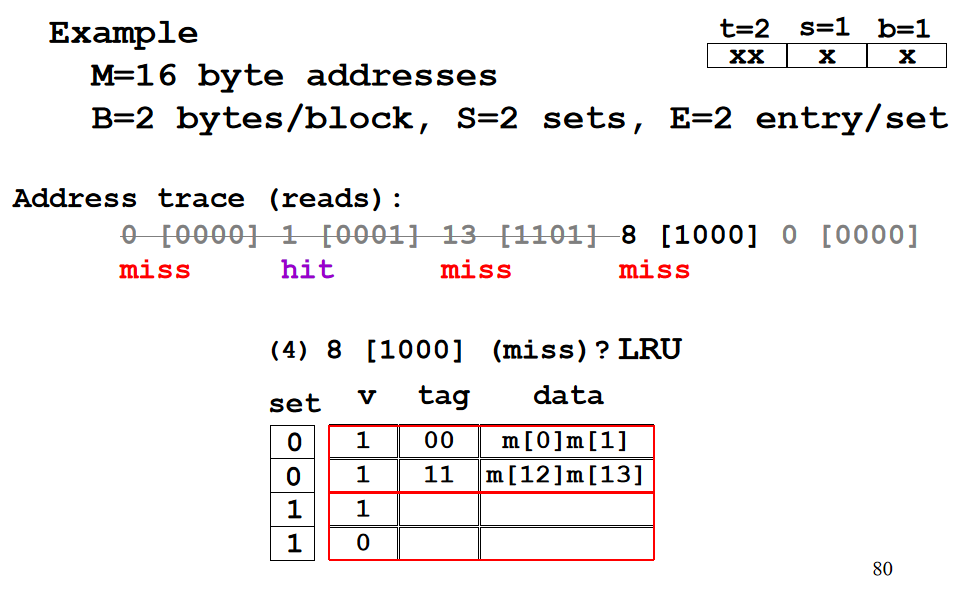 Example
t=2 s=1 b=1
xx x x
M=16 byte addresses
B=2 bytes/block, S=2 sets, E=2 entry/set
Address trace (reads):
0 [0000] 1 [0001] 13 [1101] 8 [1000] 0 [0000]
miss hit miss miss
(4) 8 [1000] (miss)? LRU
set v tag data
0 1 00 m[0]m[1]
0 1 11 m[12]m[13]
1 1
1 0
80